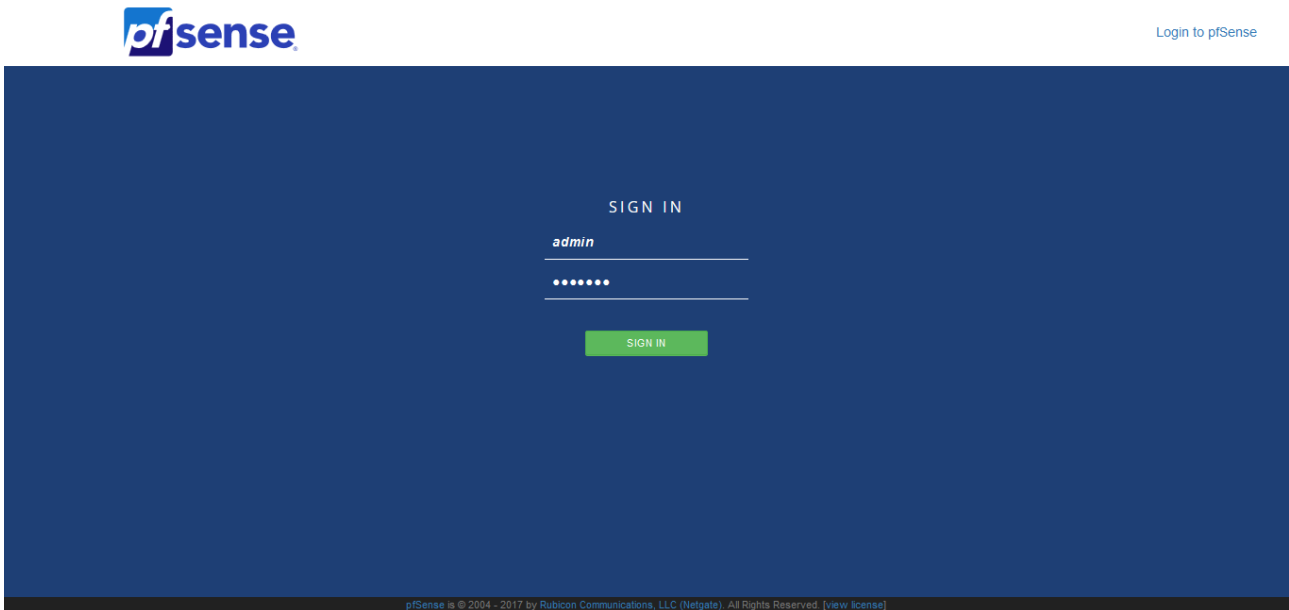 pfsense
Login to pfSense
SIGN IN
admin
•••••••
SIGN IN
pfSense is © 2004 - 2017 by Rubicon Communications, LLC (Netgate). All Rights Reserved. [view license]